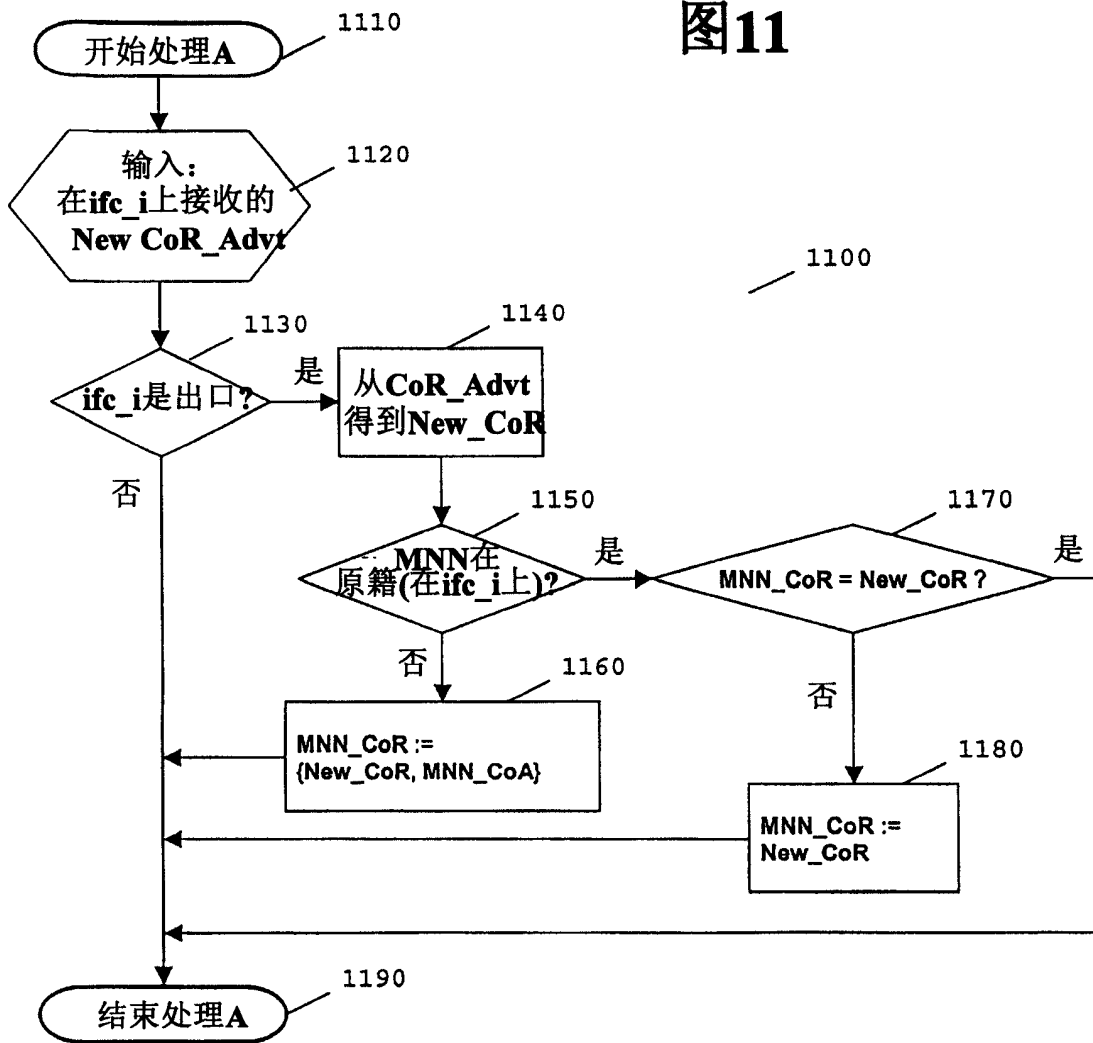 图11
1110
开始处理A
1120
输入:
在ifc_i上接收的
New CoR_Advt
1100
1130
ifc_i是出口?
是
否
1140
从CoR_Advt
得到New_CoR
1150
MNN在
原籍(在ifc_i上)?
是
否
1170
MNN_CoR = New_CoR ?
是
否
1160
MNN_CoR :=
{New_CoR, MNN_CoA}
1180
MNN_CoR :=
New_CoR
1190
结束处理A